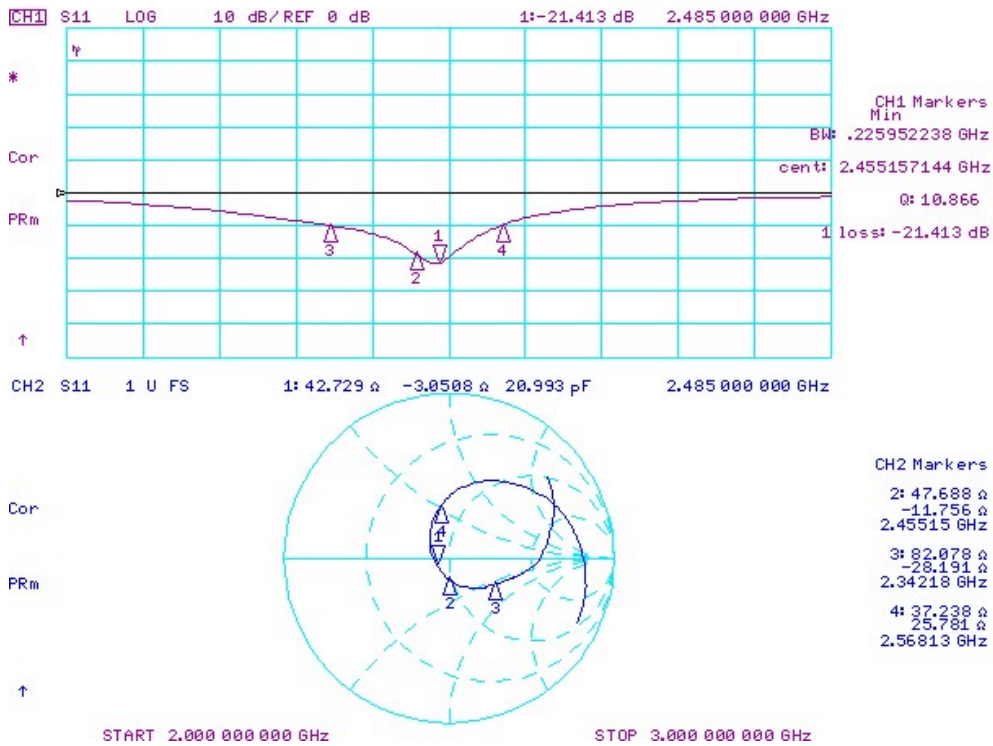 CH1 S11 LOG 10 dB/REF 0 dB 1:-21.413 dB 2.485 000 000 GHz
*
CH1 Markers
Min
BW: .225952238 GHz
Cor
cent: 2.455157144 GHz
Q: 10.866
PRm
1 loss: -21.413 dB
1
3
4
2
↑
CH2 S11 1 U FS 1: 42.729 Ω -3.0508 Ω 20.993 pF 2.485 000 000 GHz
CH2 Markers
2: 47.688 Ω
-11.756 Ω
2.45515 GHz
Cor
4
1
3: 82.078 Ω
-28.191 Ω
2.34218 GHz
PRm
2
3
4: 37.238 Ω
25.781 Ω
2.56813 GHz
↑
START 2.000 000 000 GHz STOP 3.000 000 000 GHz